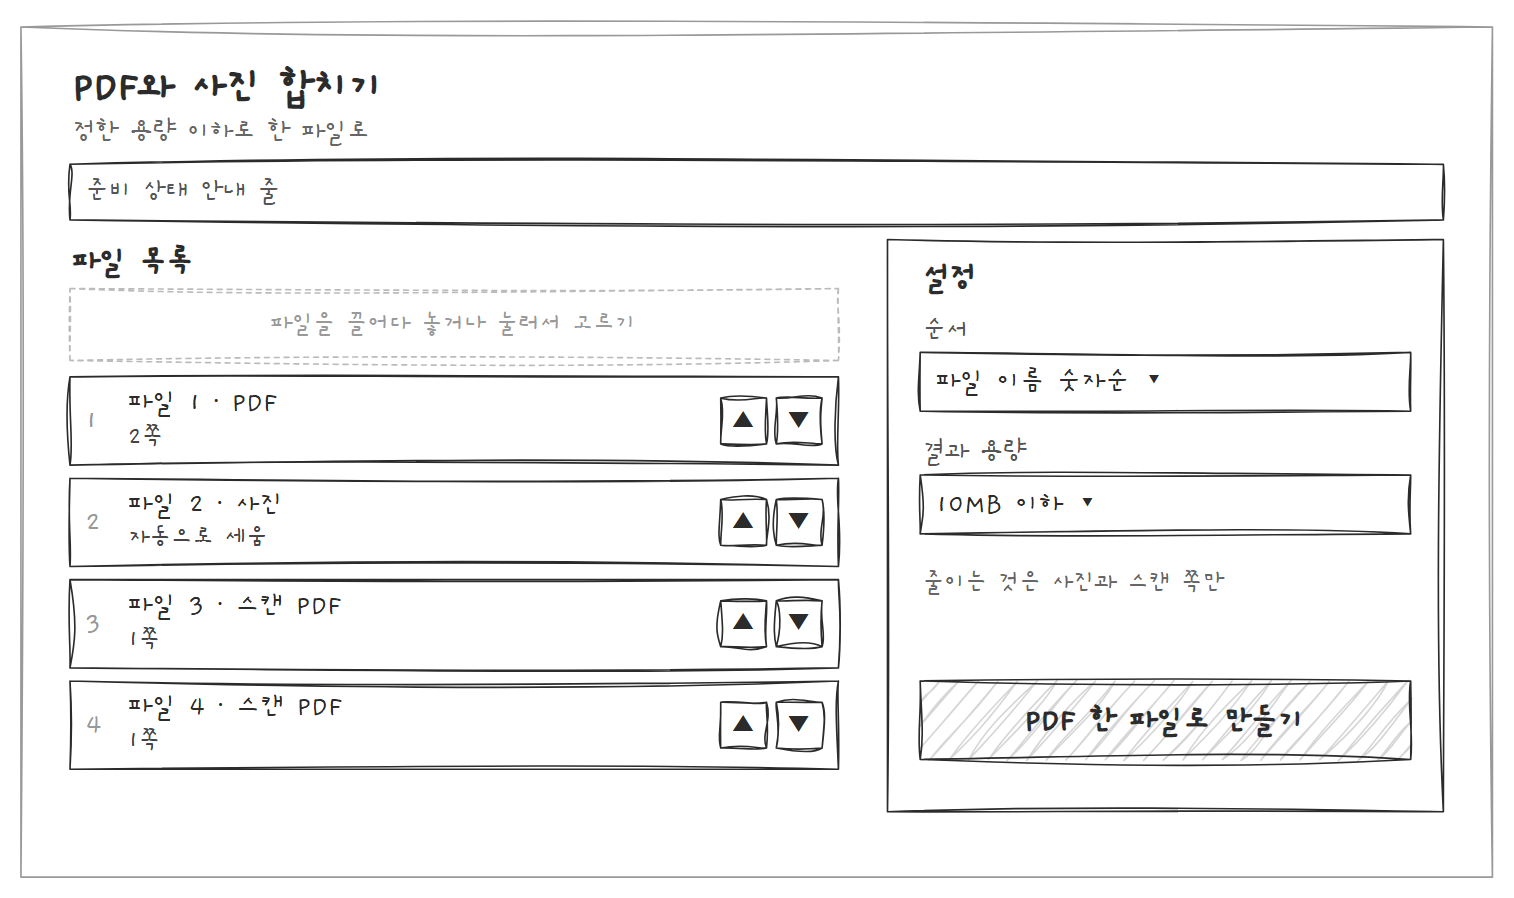 PDF와 사진 합치기
정한 용량 이하로 한 파일로
준비 상태 안내 줄
파일 목록
파일을 끌어다 놓거나 눌러서 고르기
1
파일 1 · PDF
2쪽
▲ ▼
2
파일 2 · 사진
자동으로 세움
▲ ▼
3
파일 3 · 스캔 PDF
1쪽
▲ ▼
4
파일 4 · 스캔 PDF
1쪽
▲ ▼
설정
순서
파일 이름 숫자순 ▼
결과 용량
10MB 이하 ▼
줄이는 것은 사진과 스캔 쪽만
PDF 한 파일로 만들기